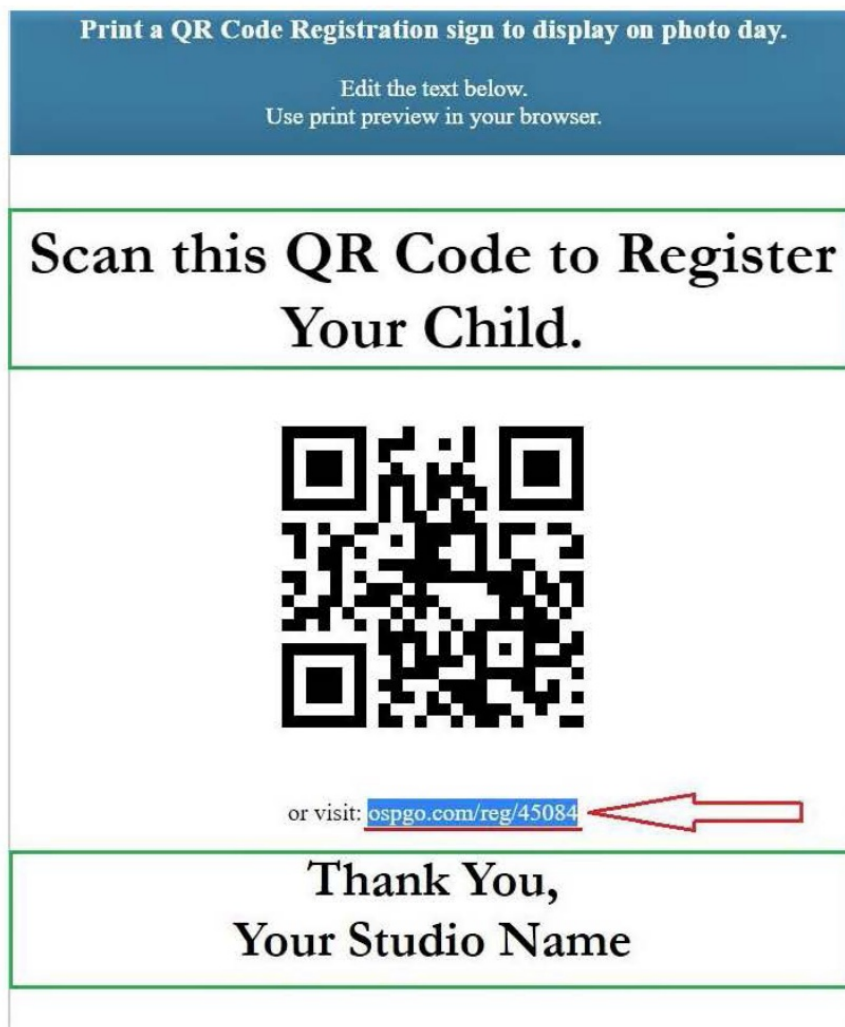 Print a QR Code Registration sign to display on photo day.
Edit the text below.
Use print preview in your browser.
Scan this QR Code to Register
Your Child.
or visit: ospgo.com/reg/45084
Thank You,
Your Studio Name